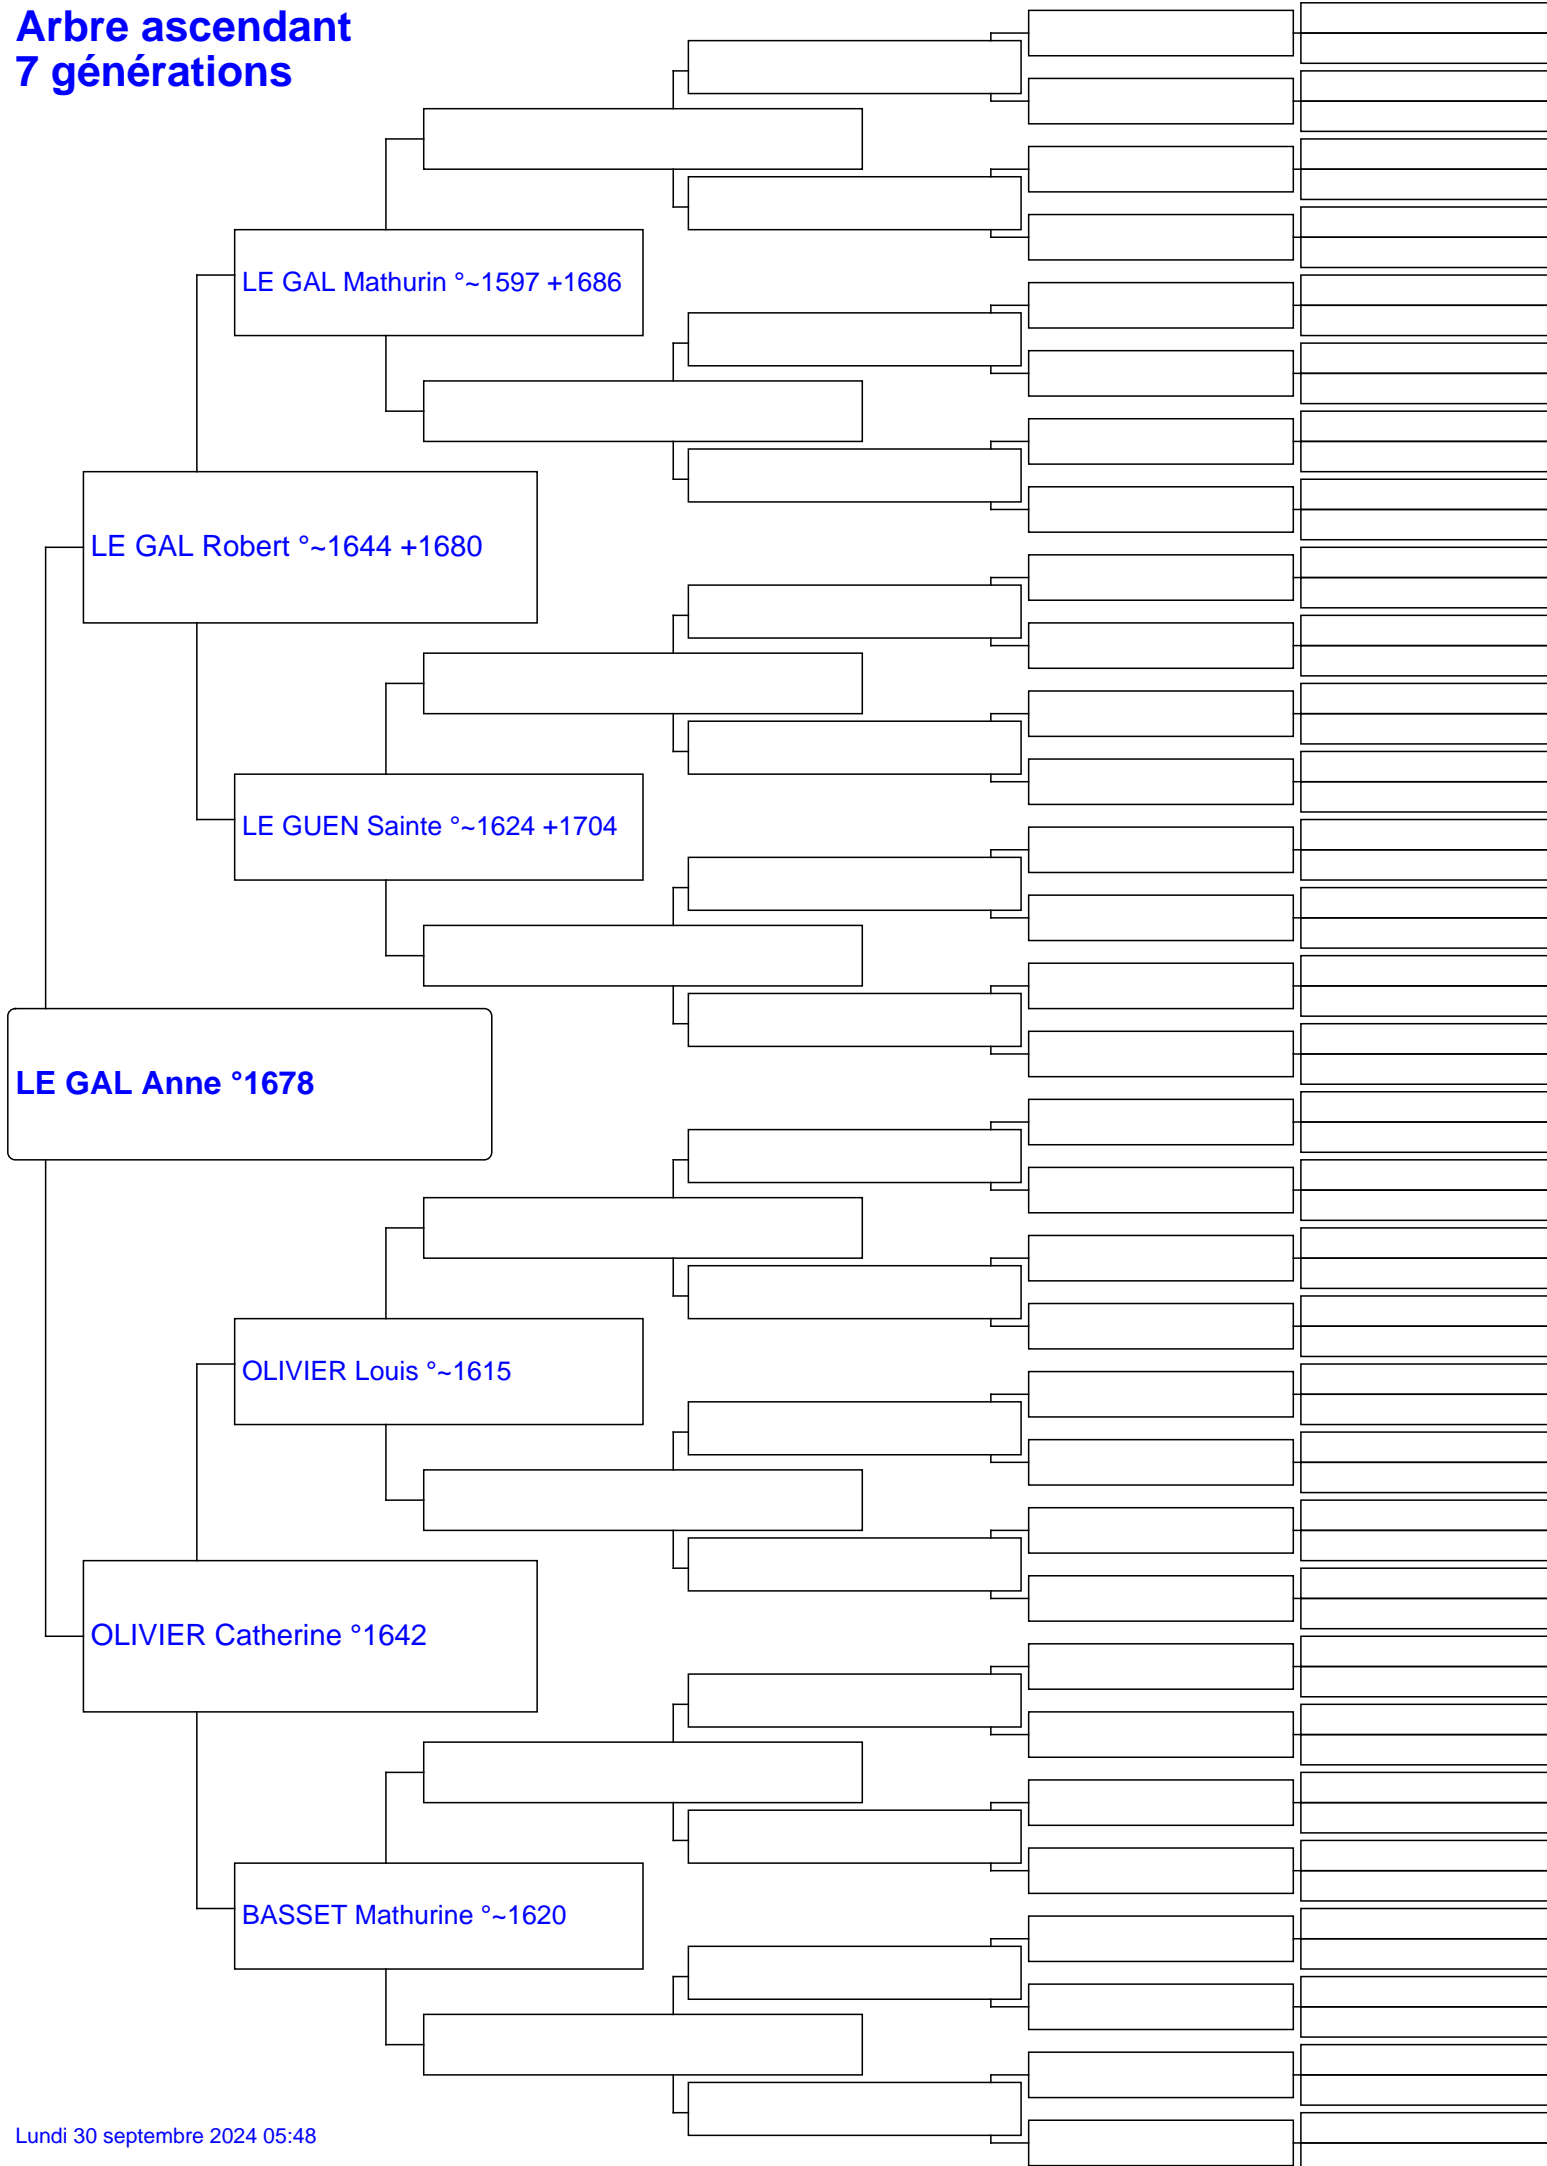 Arbre ascendant
7 générations
LE GAL Mathurin °~1597 +1686
LE GAL Robert °~1644 +1680
LE GUEN Sainte °~1624 +1704
LE GAL Anne °1678
OLIVIER Louis °~1615
OLIVIER Catherine °1642
BASSET Mathurine °~1620
Lundi 30 septembre 2024 05:48